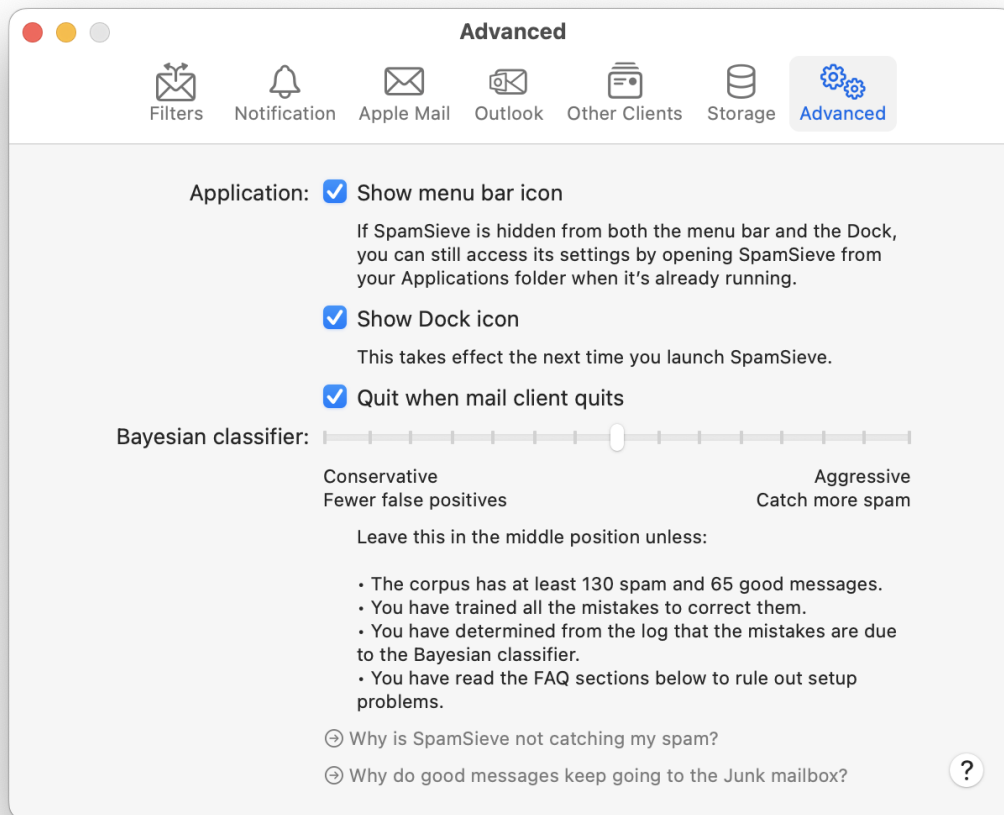 Advanced
Filters
Notification
Apple Mail
Outlook
Other Clients
Storage
Advanced
Application:
Show menu bar icon
If SpamSieve is hidden from both the menu bar and the Dock,
you can still access its settings by opening SpamSieve from
your Applications folder when it’s already running.
Show Dock icon
This takes effect the next time you launch SpamSieve.
Quit when mail client quits
Bayesian classifier:
Conservative
Fewer false positives
Aggressive
Catch more spam
Leave this in the middle position unless:
• The corpus has at least 130 spam and 65 good messages.
• You have trained all the mistakes to correct them.
• You have determined from the log that the mistakes are due
to the Bayesian classifier.
• You have read the FAQ sections below to rule out setup
problems.
Why is SpamSieve not catching my spam?
Why do good messages keep going to the Junk mailbox?
?